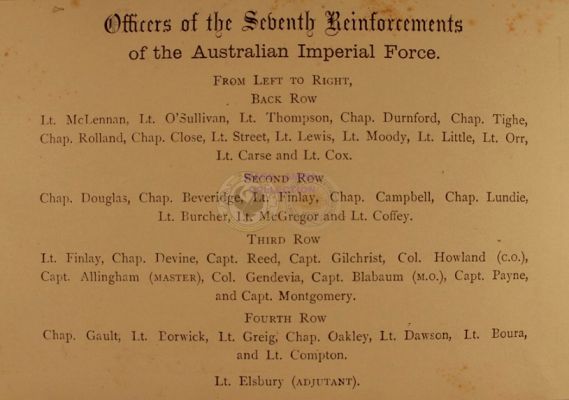 Officers of the Seventh Reinforcements
of the Australian Imperial Force.
From Left to Right,
Back Row
Lt. McLennan, Lt. O'Sullivan, Lt. Thompson, Chap. Durnford, Chap. Tighe,
Chap. Rolland, Chap. Close, Lt. Street, Lt. Lewis, Lt. Moody, Lt. Little, Lt. Orr,
Lt. Carse and Lt. Cox.
Second Row
Chap. Douglas, Chap. Beveridge, Lt. Finlay, Chap. Campbell, Chap. Lundie,
Lt. Burcher, Lt. McGregor and Lt. Coffey.
Third Row
Lt. Finlay, Chap. Devine, Capt. Reed, Capt. Gilchrist, Col. Howland (C.O.),
Capt. Allingham (MASTER), Col. Gendevia, Capt. Blabaum (M.O.), Capt. Payne,
and Capt. Montgomery.
Fourth Row
Chap. Gault, Lt. Borwick, Lt. Greig, Chap. Oakley, Lt. Dawson, Lt. Boura,
and Lt. Compton.
Lt. Elsbury (ADJUTANT).